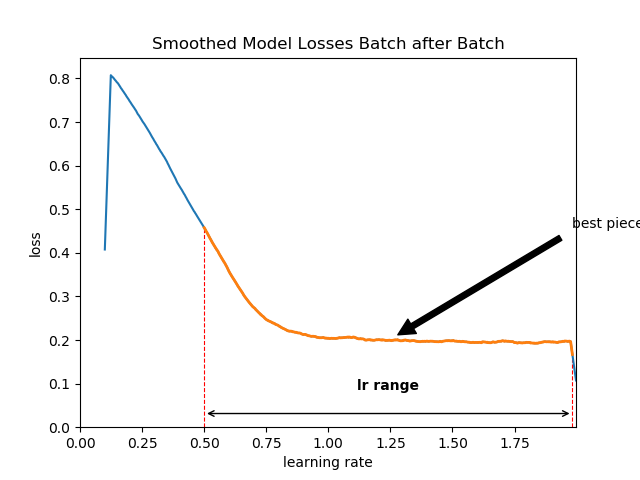 Smoothed Model Losses Batch after Batch
0.8
0.7
0.6
0.5
0.4
0.3
0.2
0.1
0.0
loss
best piece
lr range
0.00 0.25 0.50 0.75 1.00 1.25 1.50 1.75
learning rate